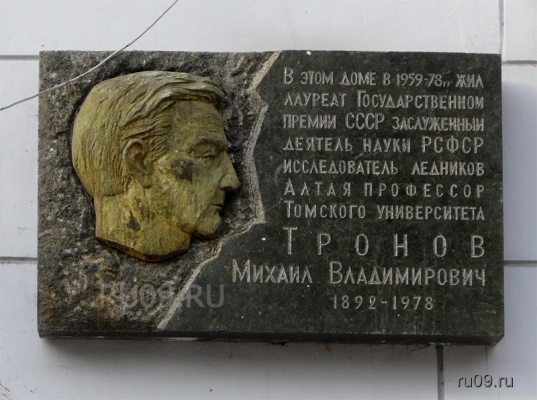 В этом доме в 1959-78гг. жил
лауреат Государственной
премии СССР заслуженный
деятель науки РСФСР
исследователь ледников
Алтая профессор
Томского университета
Тронов
Михаил Владимирович
1892-1978
RU09.RU
ru09.ru